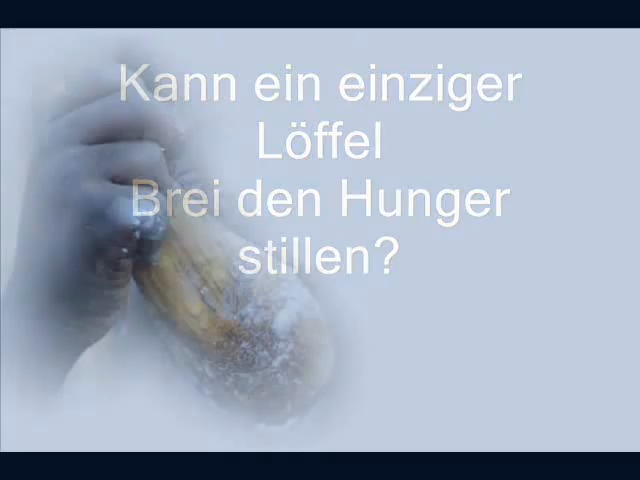 Kann ein einziger
Löffel
Brei den Hunger
stillen?